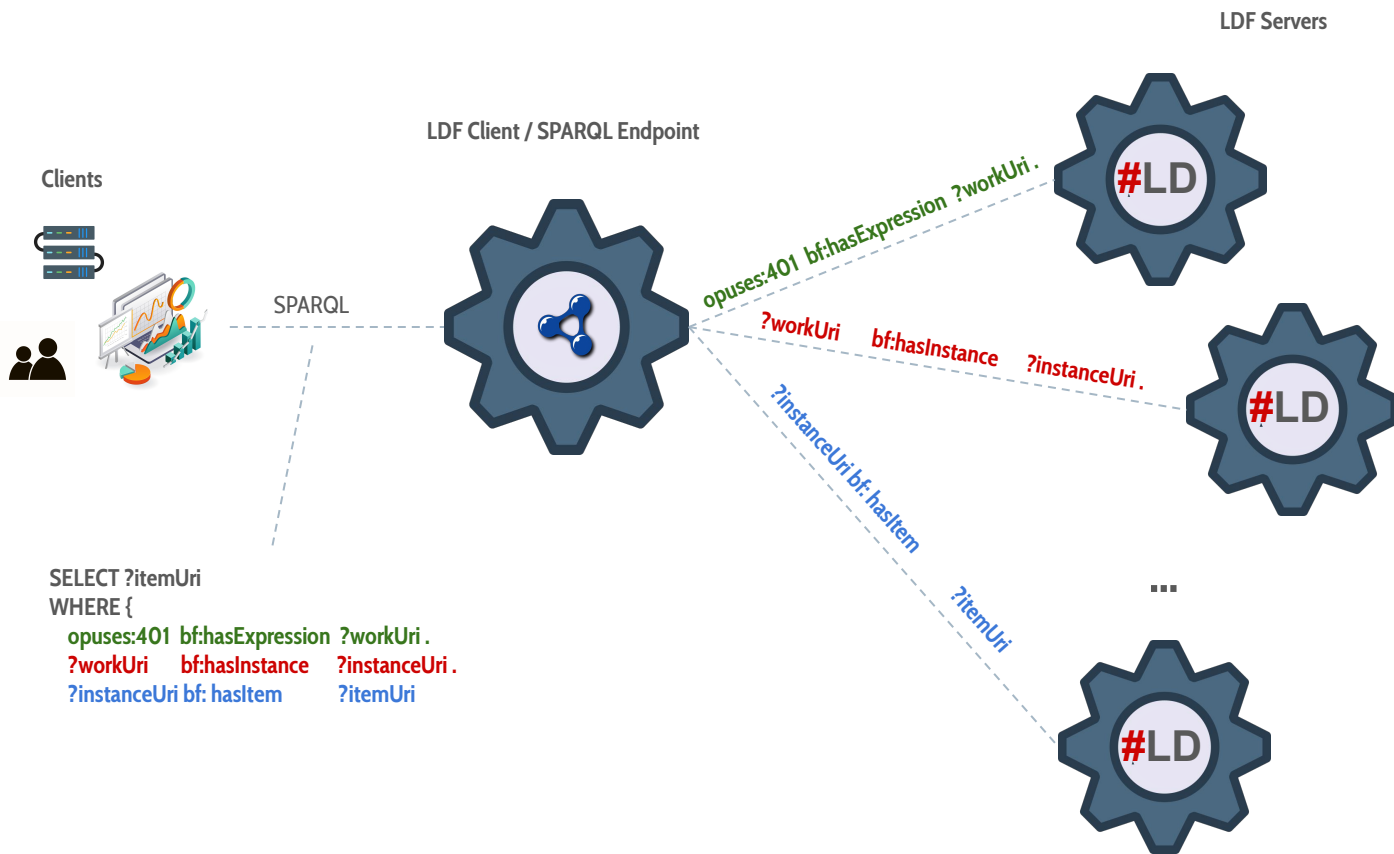 LDF Servers
LDF Client / SPARQL Endpoint
Clients
#LD
opuses:401 bf:hasExpression ?workUri .
SPARQL
?workUri bf:hasInstance ?instanceUri .
#LD
?instanceUri bf: hasItem ?itemUri
SELECT ?itemUri
WHERE {
opuses:401 bf:hasExpression ?workUri .
?workUri bf:hasInstance ?instanceUri .
?instanceUri bf: hasItem ?itemUri
...
#LD